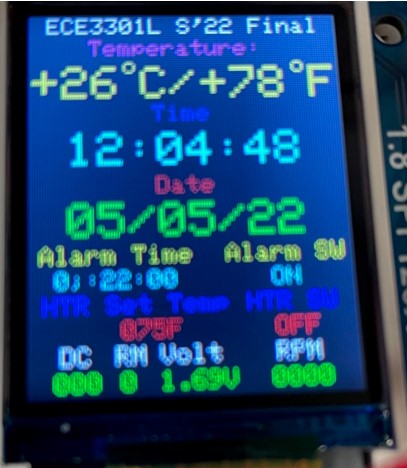 ECE3301L S'22 Final
Temperature:
+26°C/+78°F
Time
12:04:48
Date
05/05/22
Alarm Time Alarm SW
0;:22:00 ON
HTR Set Temp HTR SW
075F OFF
DC RM Volt RPM
000 0 1.69V 0000
1.8 SPI 128